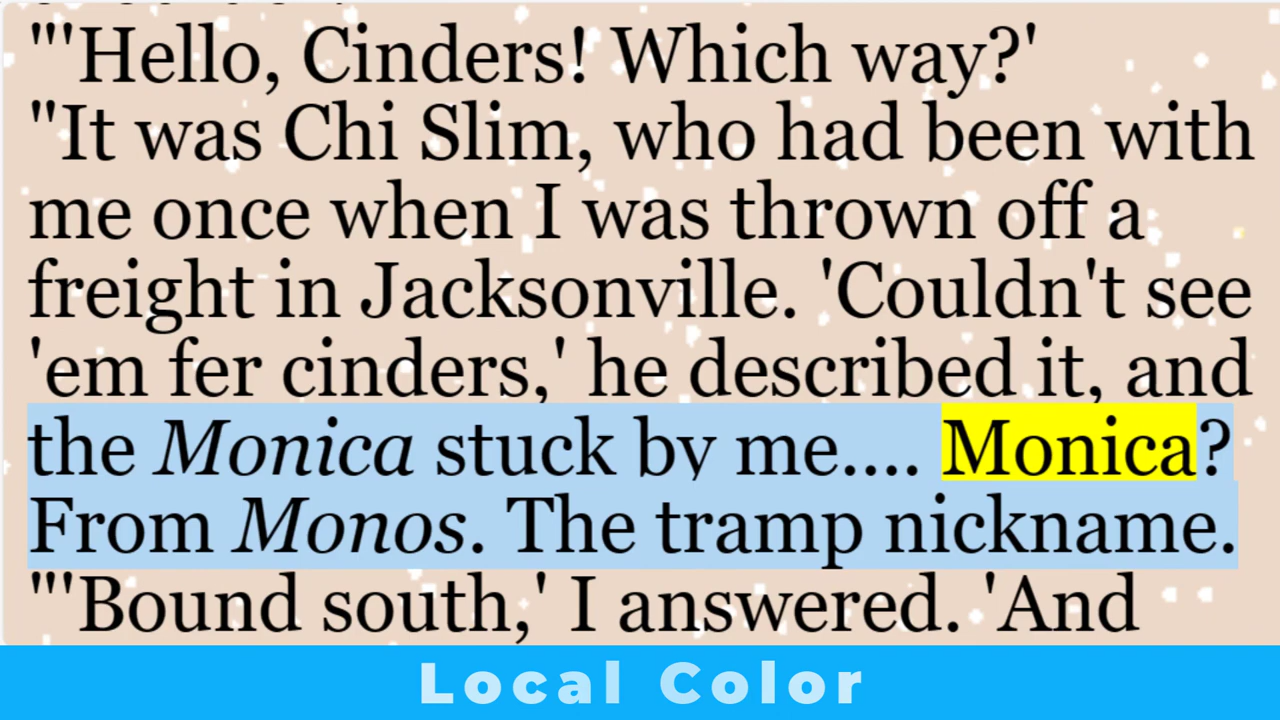 "'Hello, Cinders! Which way?'
"It was Chi Slim, who had been with
me once when I was thrown off a
freight in Jacksonville. 'Couldn't see
'em fer cinders,' he described it, and
the Monica stuck by me.... Monica?
From Monos. The tramp nickname.
"'Bound south,' I answered. 'And
Local Color